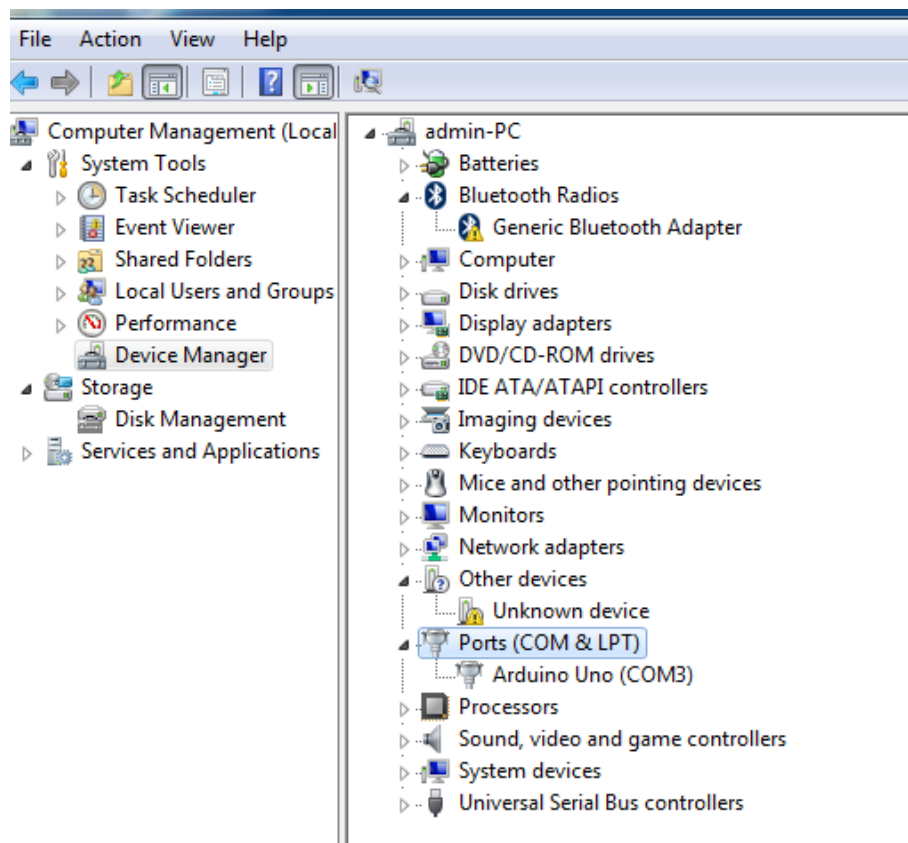 File Action View Help
Computer Management (Local
System Tools
Task Scheduler
Event Viewer
Shared Folders
Local Users and Groups
Performance
Device Manager
Storage
Disk Management
Services and Applications
admin-PC
Batteries
Bluetooth Radios
Generic Bluetooth Adapter
Computer
Disk drives
Display adapters
DVD/CD-ROM drives
IDE ATA/ATAPI controllers
Imaging devices
Keyboards
Mice and other pointing devices
Monitors
Network adapters
Other devices
Unknown device
Ports (COM & LPT)
Arduino Uno (COM3)
Processors
Sound, video and game controllers
System devices
Universal Serial Bus controllers